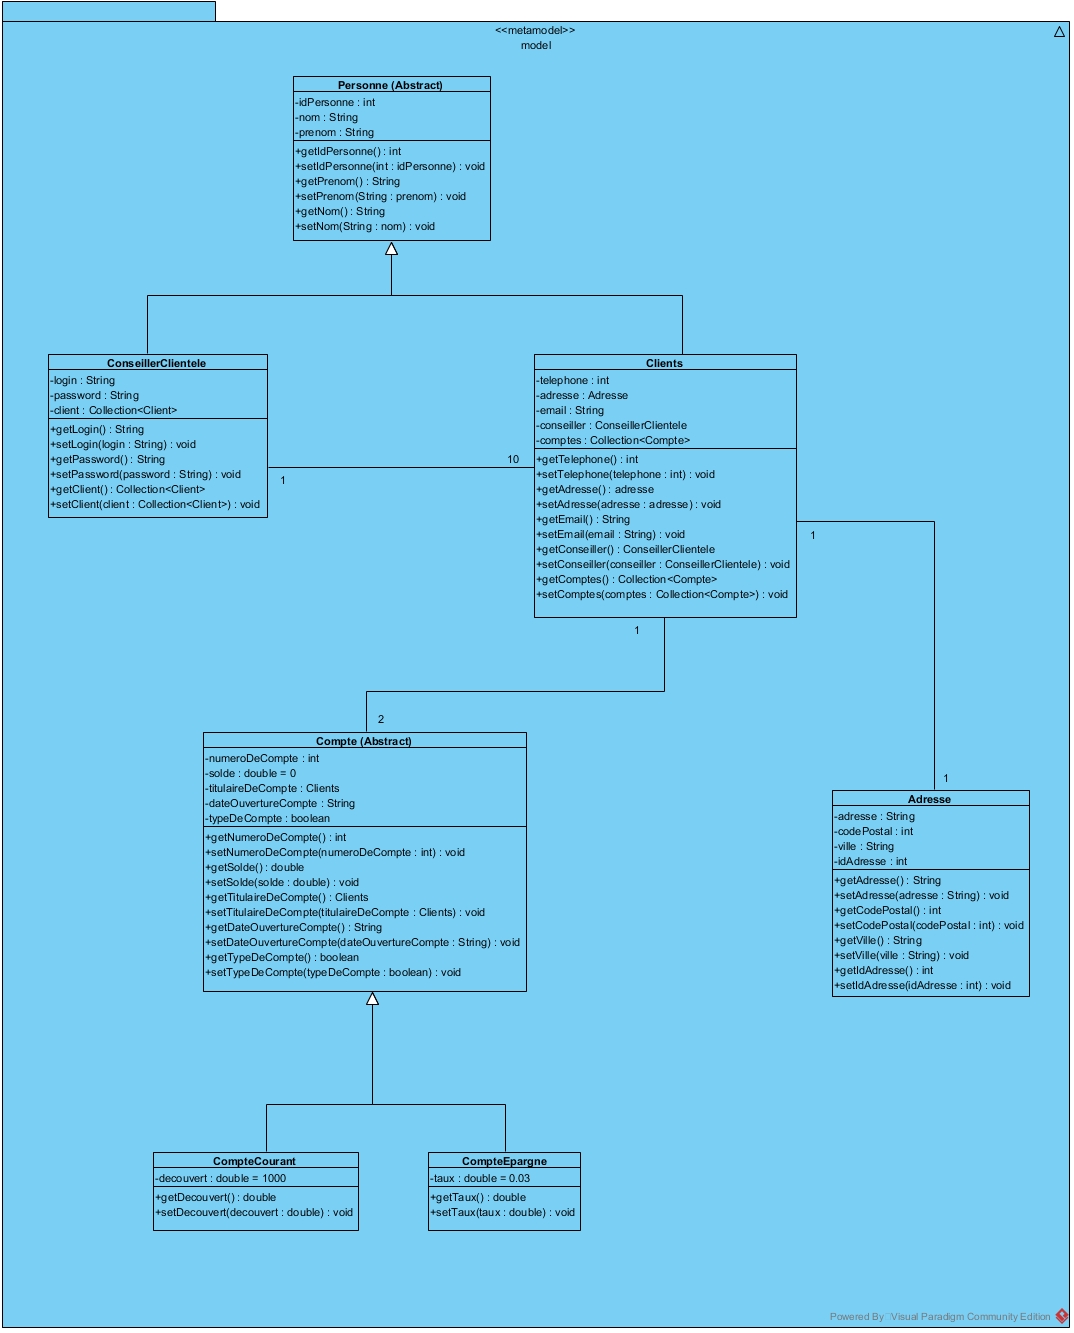 <<metamodel>>
model
Personne (Abstract)
-idPersonne : int
-nom : String
-prenom : String
+getIdPersonne() : int
+setIdPersonne(int : idPersonne) : void
+getPrenom() : String
+setPrenom(String : prenom) : void
+getNom() : String
+setNom(String : nom) : void
ConseillerClientele
-login : String
-password : String
-client : Collection<Client>
+getLogin() : String
+setLogin(login : String) : void
+getPassword() : String
+setPassword(password : String) : void
+getClient() : Collection<Client>
+setClient(client : Collection<Client>) : void
1
10
Clients
-telephone : int
-adresse : Adresse
-email : String
-conseiller : ConseillerClientele
-comptes : Collection<Compte>
+getTelephone() : int
+setTelephone(telephone : int) : void
+getAdresse() : adresse
+setAdresse(adresse : adresse) : void
+getEmail() : String
+setEmail(email : String) : void
+getConseiller() : ConseillerClientele
+setConseiller(conseiller : ConseillerClientele) : void
+getComptes() : Collection<Compte>
+setComptes(comptes : Collection<Compte>) : void
1
1
2
Compte (Abstract)
-numeroDeCompte : int
-solde : double = 0
-titulaireDeCompte : Clients
-dateOuvertureCompte : String
-typeDeCompte : boolean
+getNumeroDeCompte() : int
+setNumeroDeCompte(numeroDeCompte : int) : void
+getSolde() : double
+setSolde(solde : double) : void
+getTitulaireDeCompte() : Clients
+setTitulaireDeCompte(titulaireDeCompte : Clients) : void
+getDateOuvertureCompte() : String
+setDateOuvertureCompte(dateOuvertureCompte : String) : void
+getTypeDeCompte() : boolean
+setTypeDeCompte(typeDeCompte : boolean) : void
1
Adresse
-adresse : String
-codePostal : int
-ville : String
-idAdresse : int
+getAdresse() : String
+setAdresse(adresse : String) : void
+getCodePostal() : int
+setCodePostal(codePostal : int) : void
+getVille() : String
+setVille(ville : String) : void
+getIdAdresse() : int
+setIdAdresse(idAdresse : int) : void
CompteCourant
-decouvert : double = 1000
+getDecouvert() : double
+setDecouvert(decouvert : double) : void
CompteEpargne
-taux : double = 0.03
+getTaux() : double
+setTaux(taux : double) : void
Powered By Visual Paradigm Community Edition